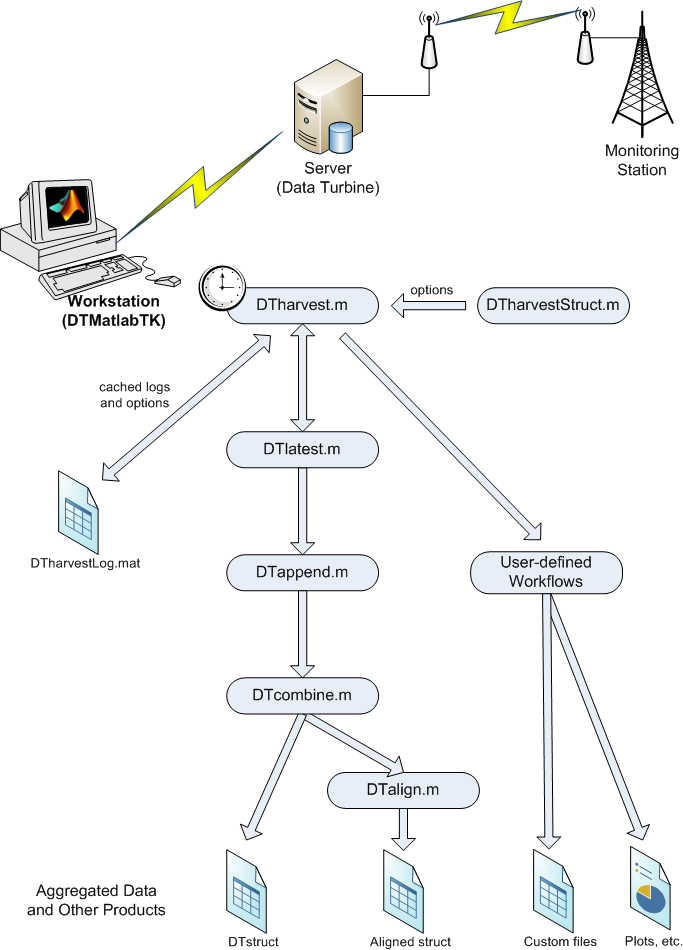 Monitoring
Station
Server
(Data Turbine)
Workstation
(DTMatlabTK)
DTharvest.m
options
DTharvestStruct.m
cached logs
and options
DTlatest.m
DTharvestLog.mat
DTappend.m
User-defined
Workflows
DTcombine.m
DTalign.m
Aggregated Data
and Other Products
DTstruct
Aligned struct
Custom files
Plots, etc.